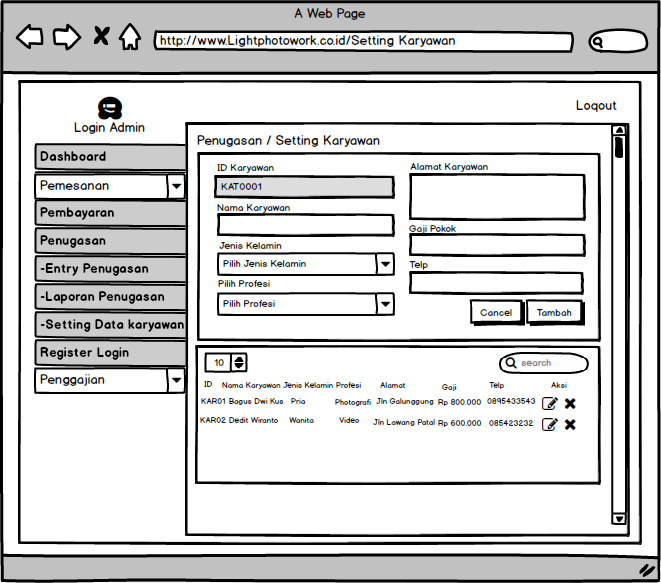 A Web Page
http://www.Lightphotowork.co.id/Setting Karyawan
Logout
Login Admin
Dashboard
Pemesanan
Pembayaran
Penugasan
-Entry Penugasan
-Laporan Penugasan
-Setting Data karyawan
Register Login
Penggajian
Penugasan / Setting Karyawan
ID Karyawan
KAT0001
Nama Karyawan
Jenis Kelamin
Pilih Jenis Kelamin
Pilih Profesi
Pilih Profesi
Alamat Karyawan
Gaji Pokok
Telp
Cancel Tambah
10 search
ID Nama Karyawan Jenis Kelamin Profesi Alamat Gaji Telp Aksi
KAR01 Bagus Dwi Kus Pria Photografi Jln Galunggung Rp 800.000 0895433543
KAR02 Dedit Wiranto Wanita Video Jln Lawang Patal Rp 600.000 085423232